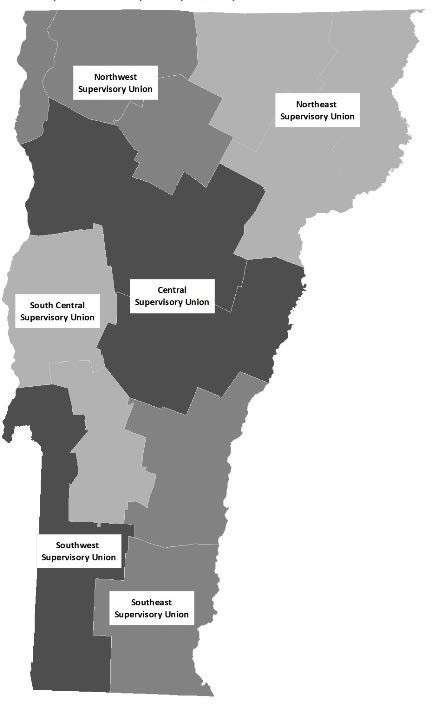 Northwest
Supervisory Union
Northeast
Supervisory Union
Central
Supervisory Union
South Central
Supervisory Union
Southwest
Supervisory Union
Southeast
Supervisory Union